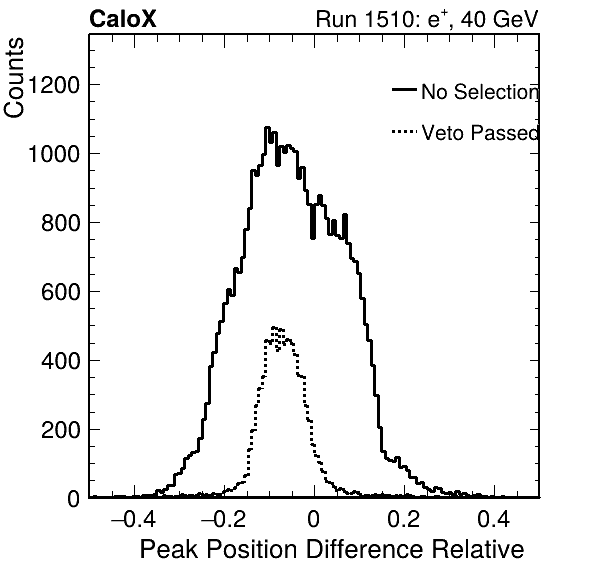 CaloX Run 1510: e+, 40 GeV
Counts
No Selection
Veto Passed
1200
1000
800
600
400
200
0
−0.4 −0.2 0 0.2 0.4
Peak Position Difference Relative